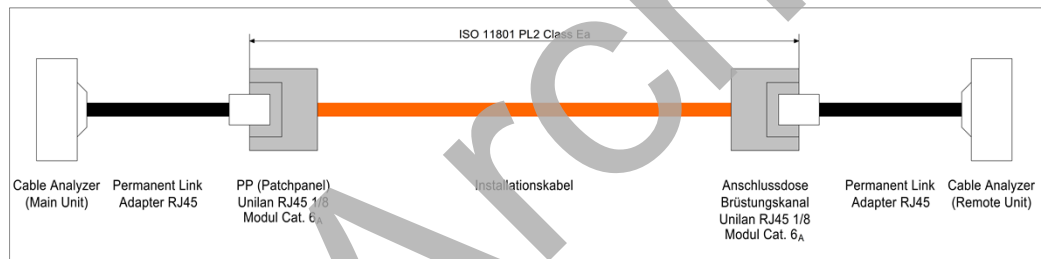 ISO 11801 PL2 Class Ea
Cable Analyzer
(Main Unit)
Permanent Link
Adapter RJ45
PP (Patchpanel)
Unilan RJ45 1/8
Modul Cat. 6A
Installationskabel
Anschlussdose
Brüstungskanal
Unilan RJ45 1/8
Modul Cat. 6A
Permanent Link
Adapter RJ45
Cable Analyzer
(Remote Unit)